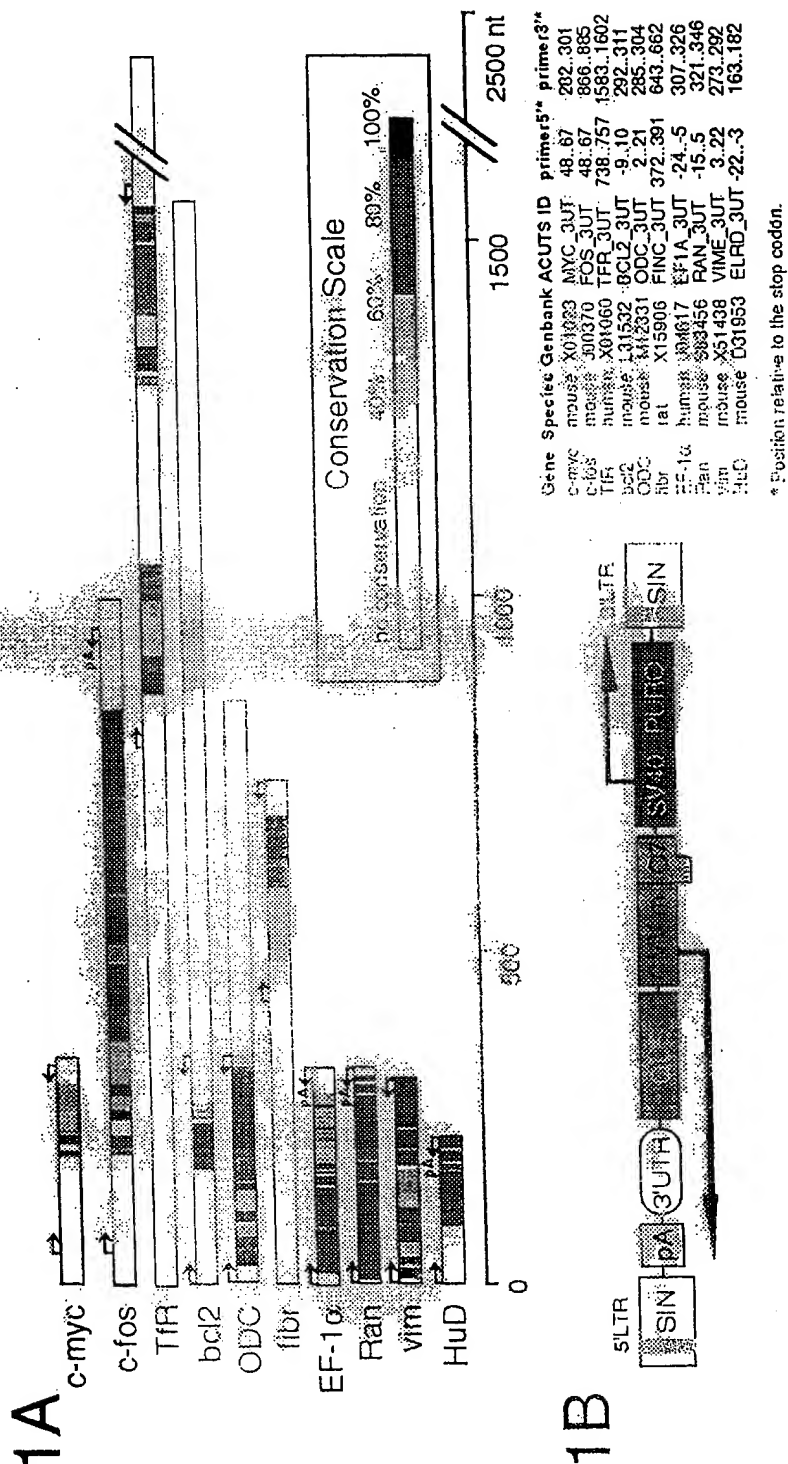 1A
c-myc
c-fos
TfR
bcl2
ODC
fibr
EF-1α
Ran
vim
HuD
pA
pA
pA
pA
0
500
1000
1500
2500 nt
Conservation Scale
no conservation 40% 60% 80% 100%
1B
5'LTR
SIN
pA
3'UTR
SV40 PURO
3'LTR
SIN
Gene Species Genbank ACUTS ID primer5'* primer3'*
c-myc mouse MYC_3UT 48..67 282..301
c-fos mouse J00370 FOS_3UT 48..67 866..885
TfR human X01060 TFR_3UT 738..757 1583..1602
bcl2 mouse L31532 BCL2_3UT -9..10 292..311
ODC mouse M12331 ODC_3UT 2..21 285..304
fibr rat X15906 FINC_3UT 372..391 643..662
EF-1α human J04617 EF1A_3UT -24..-5 307..326
Ran mouse S83456 RAN_3UT -15..5 321..346
vim mouse X51438 VIME_3UT 3..22 273..292
HuD mouse D31953 ELRD_3UT -22..-3 163..182
* Position relative to the stop codon.